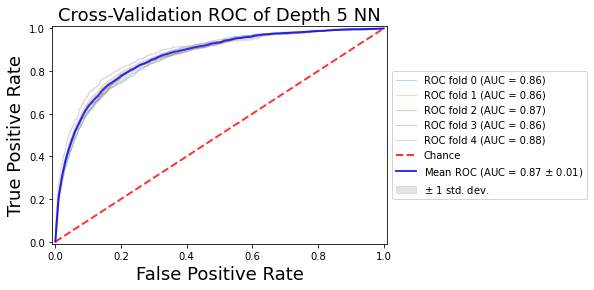 Cross-Validation ROC of Depth 5 NN
True Positive Rate
1.0
0.8
0.6
0.4
0.2
0.0
0.0 0.2 0.4 0.6 0.8 1.0
False Positive Rate
ROC fold 0 (AUC = 0.86)
ROC fold 1 (AUC = 0.86)
ROC fold 2 (AUC = 0.87)
ROC fold 3 (AUC = 0.86)
ROC fold 4 (AUC = 0.88)
Chance
Mean ROC (AUC = 0.87 ± 0.01)
± 1 std. dev.